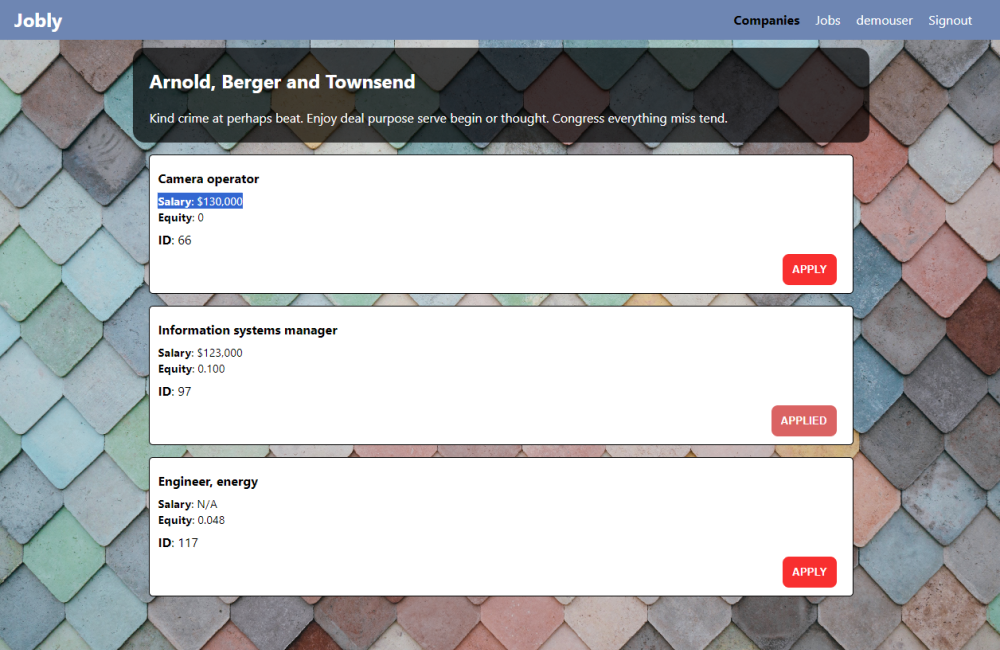 Jobly
Companies Jobs demouser Signout
Arnold, Berger and Townsend
Kind crime at perhaps beat. Enjoy deal purpose serve begin or thought. Congress everything miss tend.
Camera operator
Salary: $130,000
Equity: 0
ID: 66
APPLY
Information systems manager
Salary: $123,000
Equity: 0.100
ID: 97
APPLIED
Engineer, energy
Salary: N/A
Equity: 0.048
ID: 117
APPLY